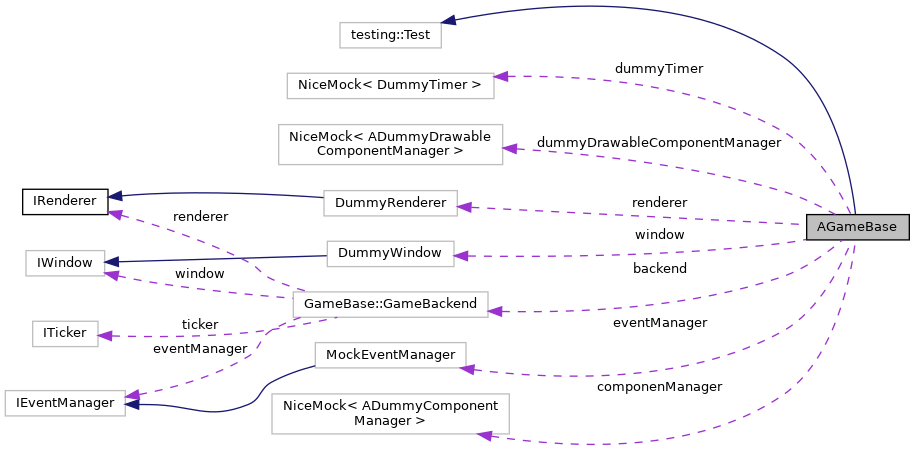 testing::Test
dummyTimer
NiceMock< DummyTimer >
NiceMock< ADummyDrawable
ComponentManager >
dummyDrawableComponentManager
IRenderer
DummyRenderer
renderer
renderer
AGameBase
window
IWindow
DummyWindow
window
backend
GameBase::GameBackend
ITicker
ticker
eventManager
eventManager
MockEventManager
componenManager
IEventManager
NiceMock< ADummyComponent
Manager >